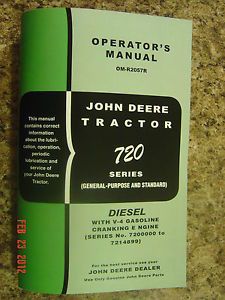 OPERATOR'S
MANUAL
OM-R2057R
This manual
contains correct
information
about the lubri-
cation, operation,
periodic
lubrication and
service of
your John Deere
Tractor.
JOHN DEERE
TRACTOR
720
SERIES
(GENERAL-PURPOSE AND STANDARD)
DIESEL
WITH V-4 GASOLINE
CRANKING E NGINE
(SERIES No. 7200000 to
7214899)
For the best service see your
JOHN DEERE DEALER
Use Only Genuine John Deere Parts
FEB 23 2012